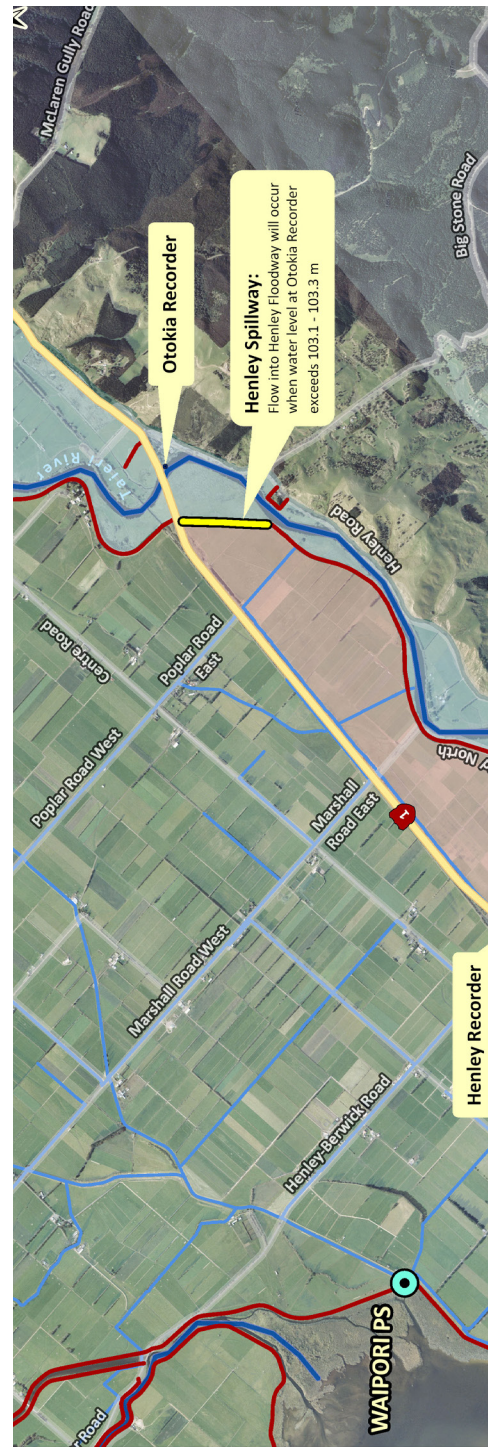 McLaren Gully Road
Big Stone Road
Otokia Recorder
Henley Spillway:
Flow into Henley Floodway will occur
when water level at Otokia Recorder
exceeds 103.1 - 103.3 m
Taieri River
Henley Road
Centre Road
Poplar Road West
Poplar Road
East
Marshall
Road East
Marshall Road West
North
1
Henley Recorder
Henley-Berwick Road
WAIPORI PS
Road